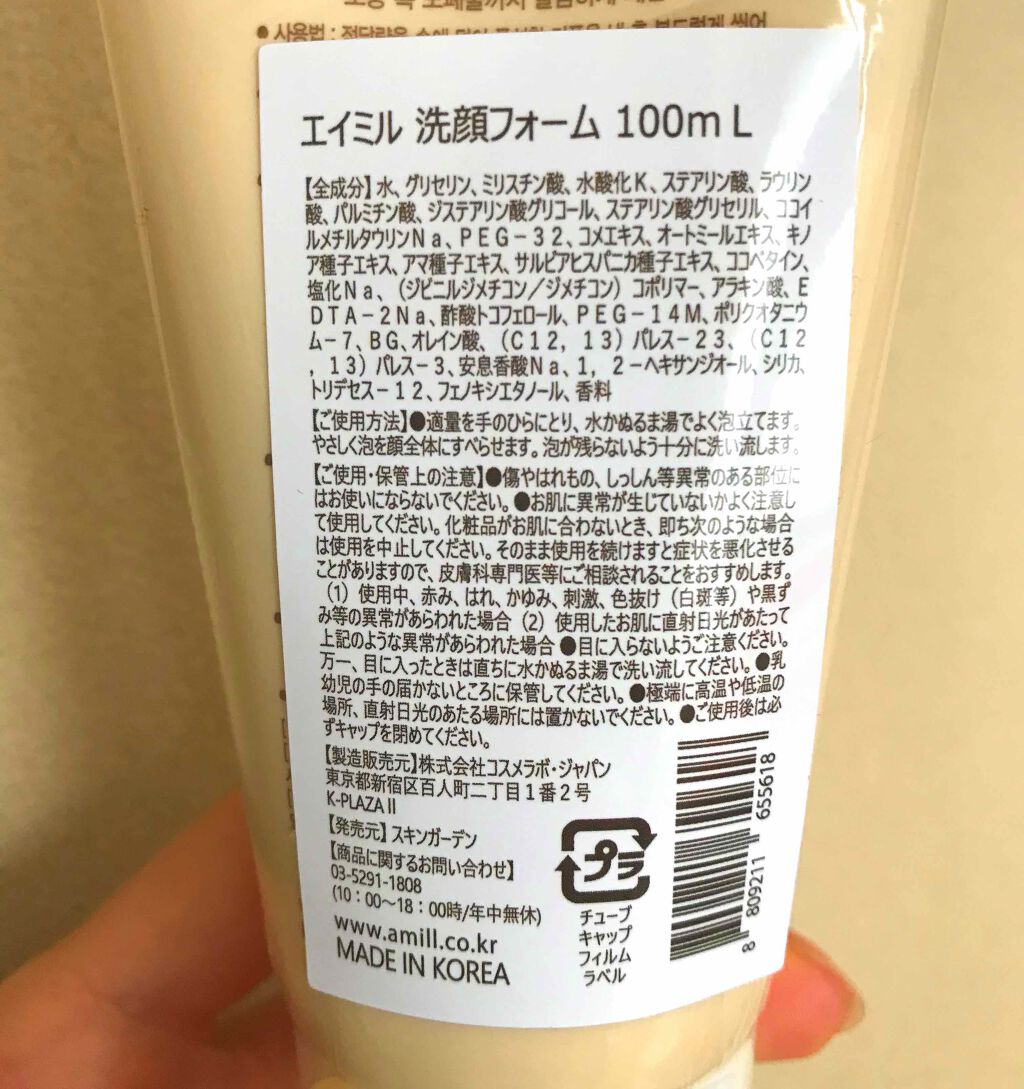 ● 사용법 : 적당량을 손에
エイミル 洗顔フォーム 100mL
【全成分】水、グリセリン、ミリスチン酸、水酸化K、ステアリン酸、ラウリン
酸、パルミチン酸、ジステアリン酸グリコール、ステアリン酸グリセリル、ココイ
ルメチルタウリンNa、PEG－32、コメエキス、オートミールエキス、キノ
ア種子エキス、アマ種子エキス、サルビアヒスパニカ種子エキス、ココベタイン、
塩化Na、（ジビニルジメチコン／ジメチコン）コポリマー、アラキン酸、E
DTA－2Na、酢酸トコフェロール、PEG－14M、ポリクオタニウ
ム－7、BG、オレイン酸、（C12，13）パレス－23、（C12
，13）パレス－3、安息香酸Na、1，2－ヘキサンジオール、シリカ、
トリデセス－12、フェノキシエタノール、香料
【ご使用方法】●適量を手のひらにとり、水かぬるま湯でよく泡立てます。
やさしく泡を顔全体にすべらせます。泡が残らないよう十分に洗い流します。
【ご使用・保管上の注意】●傷やはれもの、しっしん等異常のある部位に
はお使いにならないでください。●お肌に異常が生じていないかよく注意し
て使用してください。化粧品がお肌に合わないとき、即ち次のような場合
は使用を中止してください。そのまま使用を続けますと症状を悪化させる
ことがありますので、皮膚科専門医等にご相談されることをおすすめします。
（1）使用中、赤み、はれ、かゆみ、刺激、色抜け（白斑等）や黒ず
み等の異常があらわれた場合（2）使用したお肌に直射日光があたって
上記のような異常があらわれた場合 ●目に入らないようご注意ください。
万一、目に入ったときは直ちに水かぬるま湯で洗い流してください。●乳
幼児の手の届かないところに保管してください。●極端に高温や低温の
場所、直射日光のあたる場所には置かないでください。●ご使用後は必
ずキャップを閉めてください。
【製造販売元】株式会社コスメラボ・ジャパン
東京都新宿区百人町二丁目1番2号
K-PLAZAⅡ
【発売元】スキンガーデン
【商品に関するお問い合わせ】
03-5291-1808
(10：00～18：00時/年中無休)
www.amill.co.kr
MADE IN KOREA
プラ
チューブ
キャップ
フィルム
ラベル
8 809211 655618